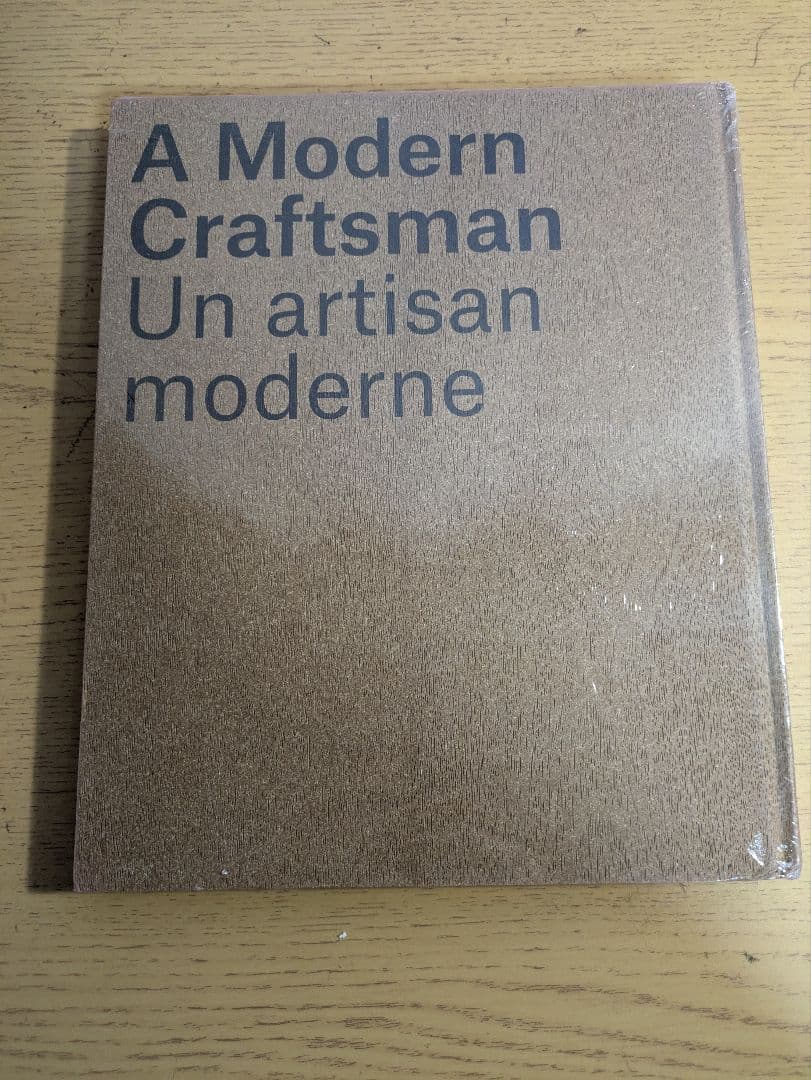 A Modern
Craftsman
Un artisan
moderne